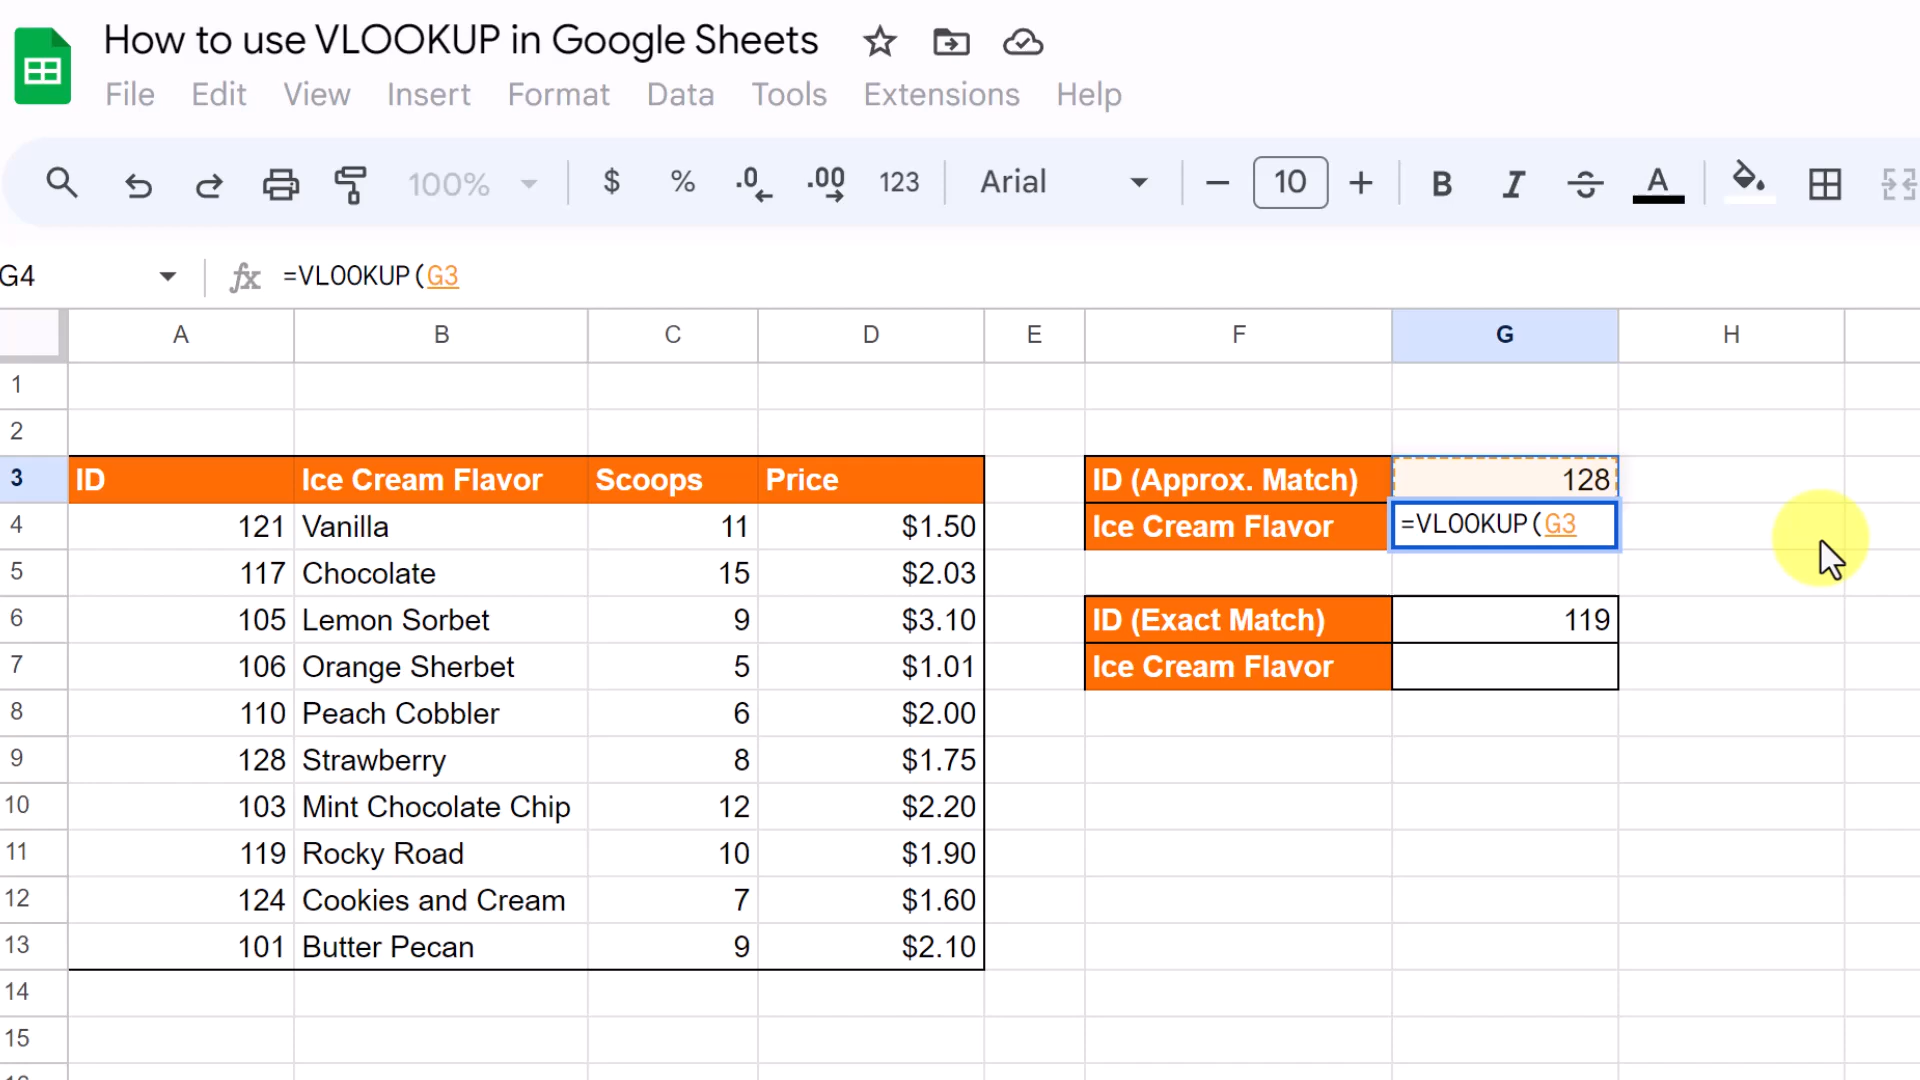 How to use VLOOKUP in Google Sheets
File Edit View Insert Format Data Tools Extensions Help
100% $ % .0 .00 123 Arial 10 B I S A
G4 fx =VLOOKUP(G3
A B C D E F G H
1
2
3 ID Ice Cream Flavor Scoops Price ID (Approx. Match) 128
4 121 Vanilla 11 $1.50 Ice Cream Flavor =VLOOKUP(G3
5 117 Chocolate 15 $2.03
6 105 Lemon Sorbet 9 $3.10 ID (Exact Match) 119
7 106 Orange Sherbet 5 $1.01 Ice Cream Flavor
8 110 Peach Cobbler 6 $2.00
9 128 Strawberry 8 $1.75
10 103 Mint Chocolate Chip 12 $2.20
11 119 Rocky Road 10 $1.90
12 124 Cookies and Cream 7 $1.60
13 101 Butter Pecan 9 $2.10
14
15